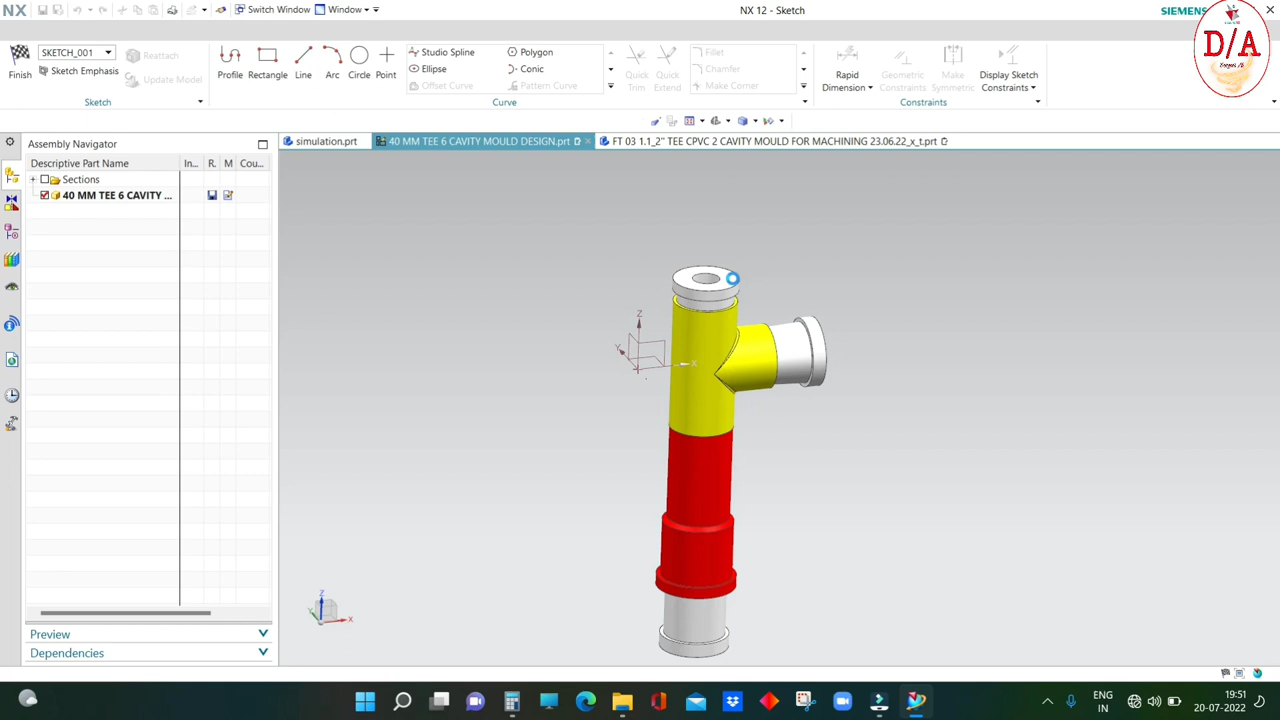 NX
Switch Window
Window
NX 12 - Sketch
SIEMENS
D/A
Finish
SKETCH_001
Sketch Emphasis
Reattach
Update Model
Profile
Rectangle
Line
Arc
Circle
Point
Studio Spline
Ellipse
Offset Curve
Polygon
Conic
Pattern Curve
Quick Trim
Quick Extend
Fillet
Chamfer
Make Corner
Rapid Dimension
Geometric Constraints
Make Symmetric
Display Sketch Constraints
Sketch
Curve
Constraints
simulation.prt
40 MM TEE 6 CAVITY MOULD DESIGN.prt
FT 03 1.1_2" TEE CPVC 2 CAVITY MOULD FOR MACHINING 23.06.22_x_t.prt
Assembly Navigator
Descriptive Part Name
In...
R.
M
Cou...
Sections
40 MM TEE 6 CAVITY ...
Z
Y
X
Z
Y
X
Preview
Dependencies
ENG
IN
19:51
20-07-2022